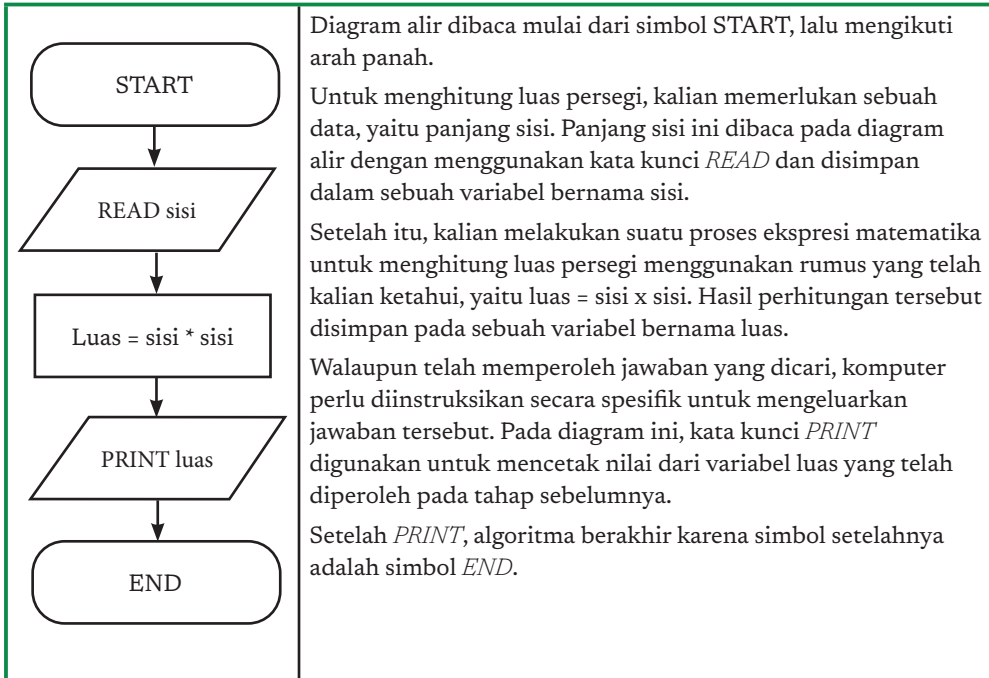 START
READ sisi
Luas = sisi * sisi
PRINT luas
END
Diagram alir dibaca mulai dari simbol START, lalu mengikuti
arah panah.
Untuk menghitung luas persegi, kalian memerlukan sebuah
data, yaitu panjang sisi. Panjang sisi ini dibaca pada diagram
alir dengan menggunakan kata kunci READ dan disimpan
dalam sebuah variabel bernama sisi.
Setelah itu, kalian melakukan suatu proses ekspresi matematika
untuk menghitung luas persegi menggunakan rumus yang telah
kalian ketahui, yaitu luas = sisi x sisi. Hasil perhitungan tersebut
disimpan pada sebuah variabel bernama luas.
Walaupun telah memperoleh jawaban yang dicari, komputer
perlu diinstruksikan secara spesifik untuk mengeluarkan
jawaban tersebut. Pada diagram ini, kata kunci PRINT
digunakan untuk mencetak nilai dari variabel luas yang telah
diperoleh pada tahap sebelumnya.
Setelah PRINT, algoritma berakhir karena simbol setelahnya
adalah simbol END.